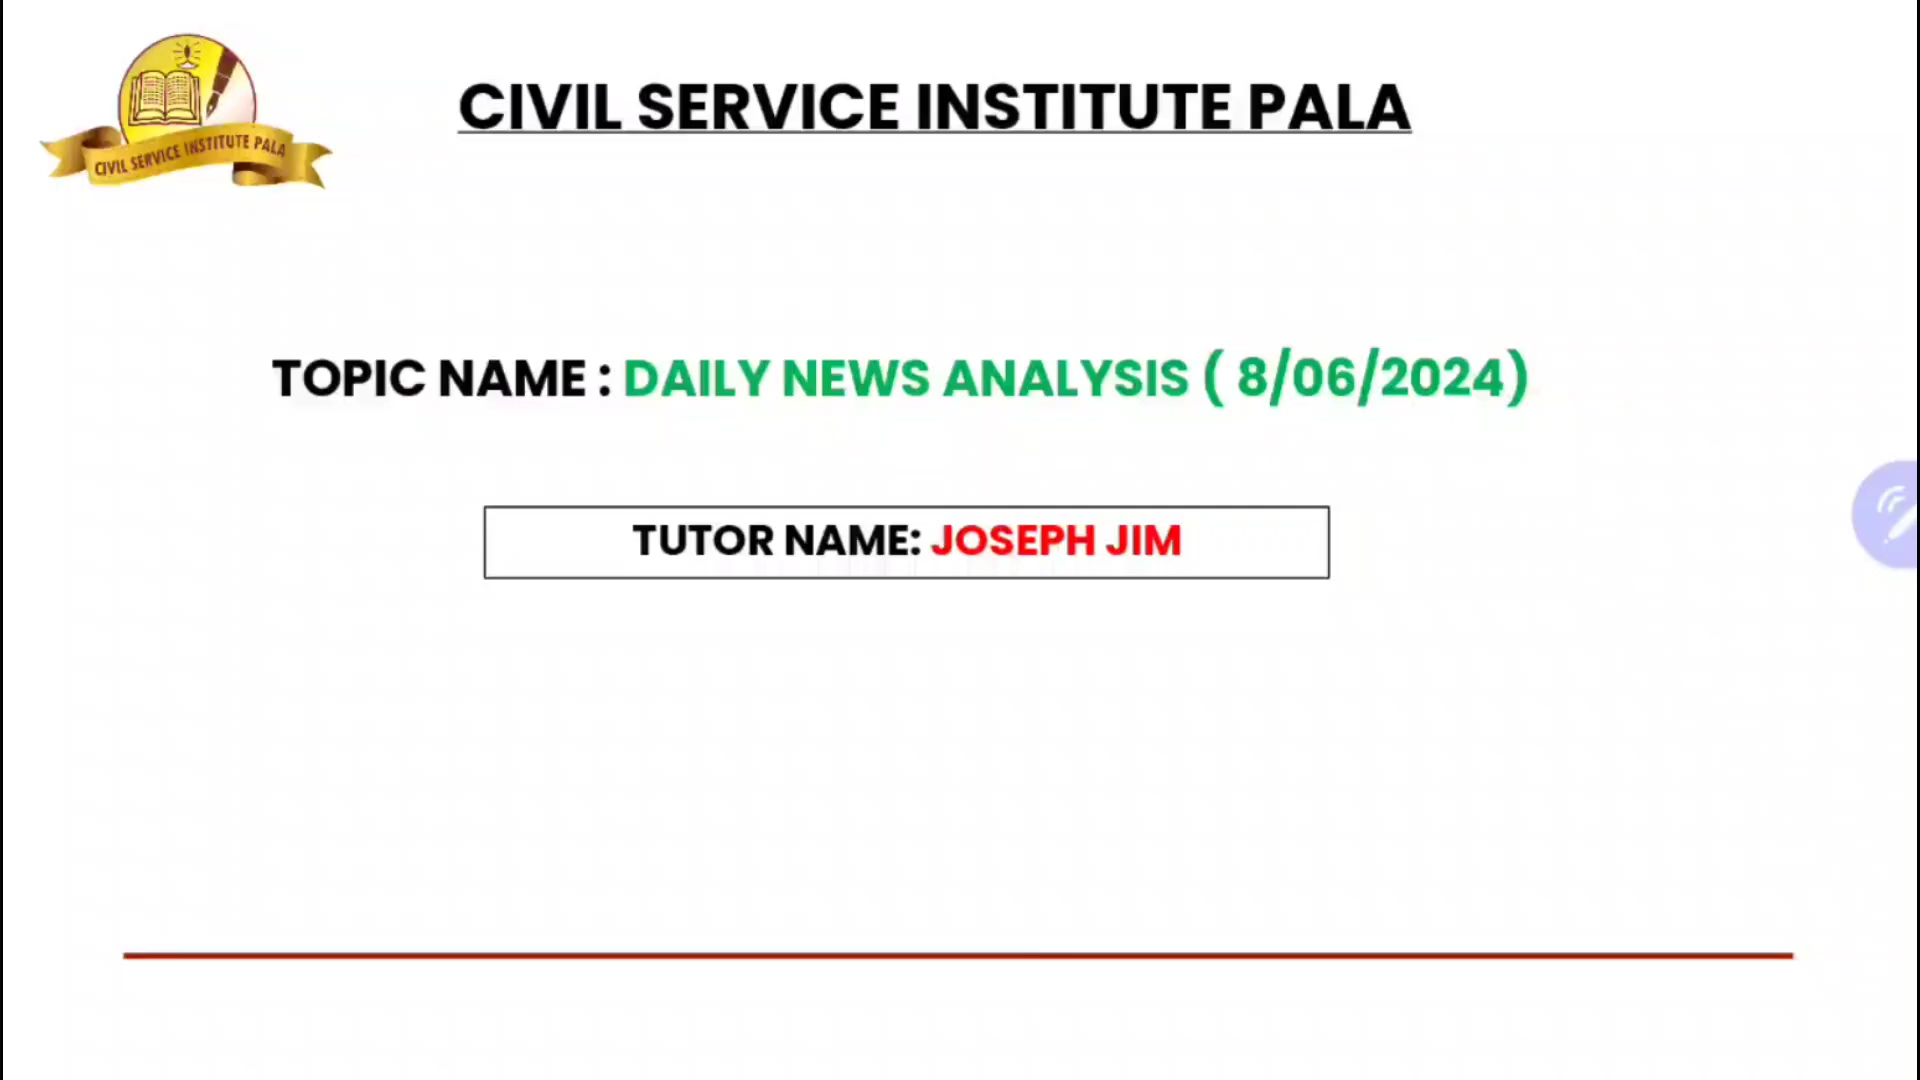 CIVIL SERVICE INSTITUTE PALA
CIVIL SERVICE INSTITUTE PALA
TOPIC NAME : DAILY NEWS ANALYSIS ( 8/06/2024)
TUTOR NAME: JOSEPH JIM